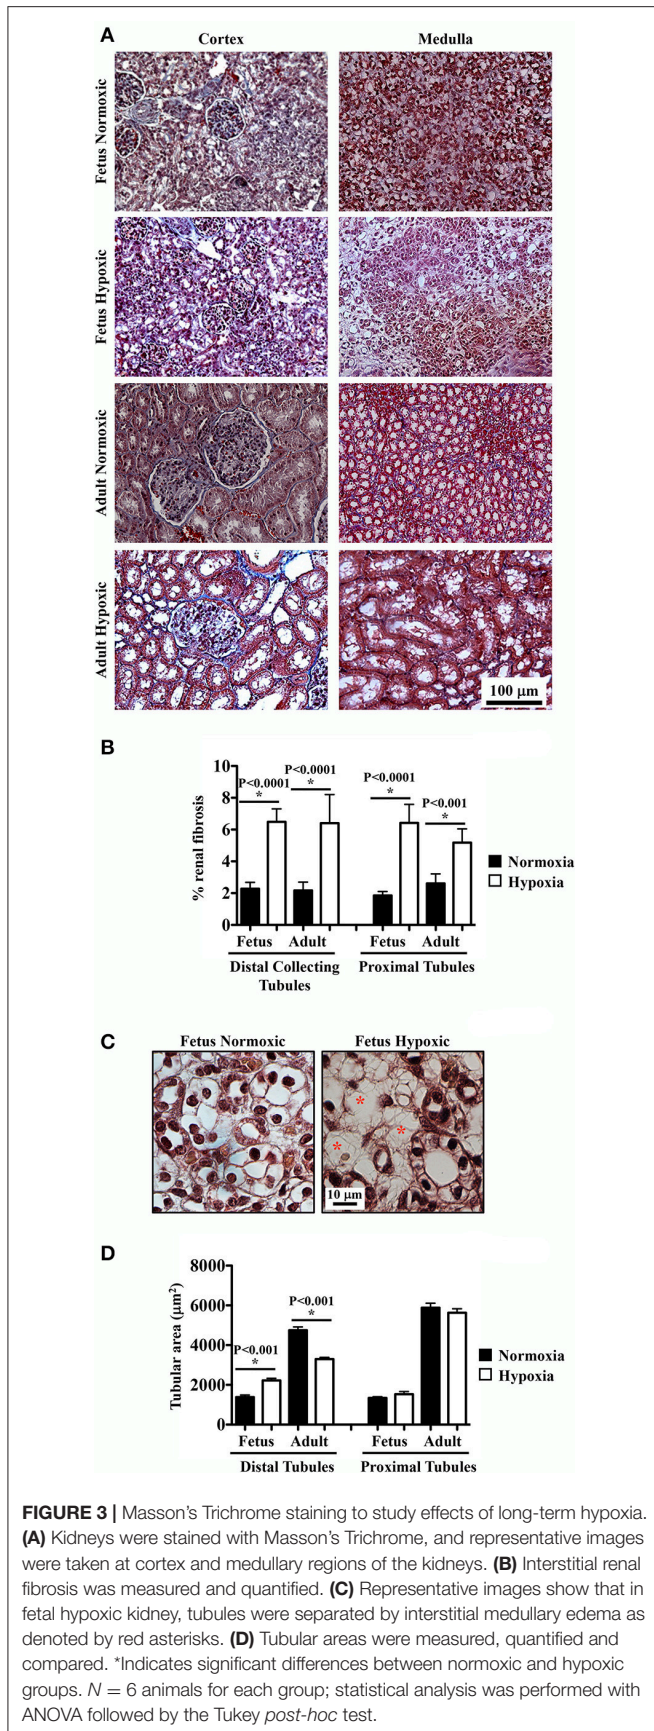 A
Cortex Medulla
Fetus Normoxic
Fetus Hypoxic
Adult Normoxic
Adult Hypoxic
100 µm
B
% renal fibrosis
10
8
6
4
2
0
P<0.0001
*
P<0.0001
*
P<0.0001
*
P<0.001
*
Normoxia
Hypoxia
Fetus Adult Fetus Adult
Distal Collecting Proximal Tubules
Tubules
C
Fetus Normoxic Fetus Hypoxic
*
*
*
10 µm
D
Tubular area (µm²)
8000
6000
4000
2000
0
P<0.001
*
P<0.001
*
Normoxia
Hypoxia
Fetus Adult Fetus Adult
Distal Tubules Proximal Tubules
FIGURE 3 | Masson's Trichrome staining to study effects of long-term hypoxia.
(A) Kidneys were stained with Masson's Trichrome, and representative images
were taken at cortex and medullary regions of the kidneys. (B) Interstitial renal
fibrosis was measured and quantified. (C) Representative images show that in
fetal hypoxic kidney, tubules were separated by interstitial medullary edema as
denoted by red asterisks. (D) Tubular areas were measured, quantified and
compared. *Indicates significant differences between normoxic and hypoxic
groups. N = 6 animals for each group; statistical analysis was performed with
ANOVA followed by the Tukey post-hoc test.